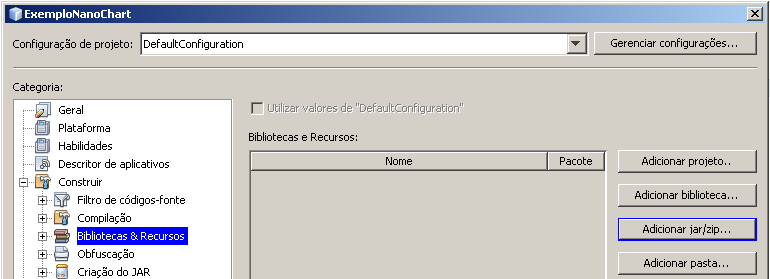 ExemploNanoChart
Configuração de projeto: DefaultConfiguration Gerenciar configurações...
Categoria:
Geral
Plataforma
Habilidades
Descritor de aplicativos
Construir
Filtro de códigos-fonte
Compilação
Bibliotecas & Recursos
Obfuscação
Criação do JAR
Utilizar valores de "DefaultConfiguration"
Bibliotecas e Recursos:
Nome Pacote
Adicionar projeto..
Adicionar biblioteca...
Adicionar jar/zip...
Adicionar pasta...